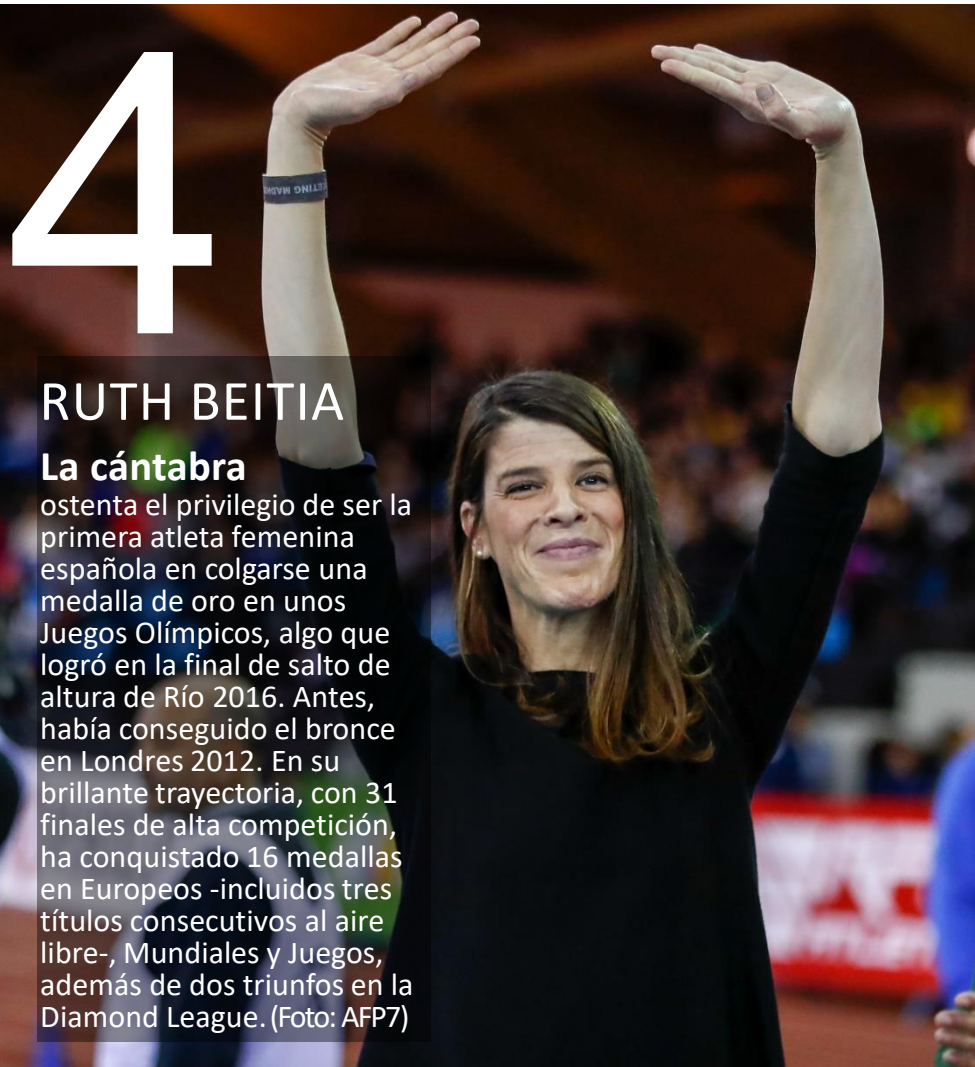 4
RUTH BEITIA
La cántabra
ostenta el privilegio de ser la
primera atleta femenina
española en colgarse una
medalla de oro en unos
Juegos Olímpicos, algo que
logró en la final de salto de
altura de Río 2016. Antes,
había conseguido el bronce
en Londres 2012. En su
brillante trayectoria, con 31
finales de alta competición,
ha conquistado 16 medallas
en Europeos -incluidos tres
títulos consecutivos al aire
libre-, Mundiales y Juegos,
además de dos triunfos en la
Diamond League. (Foto: AFP7)